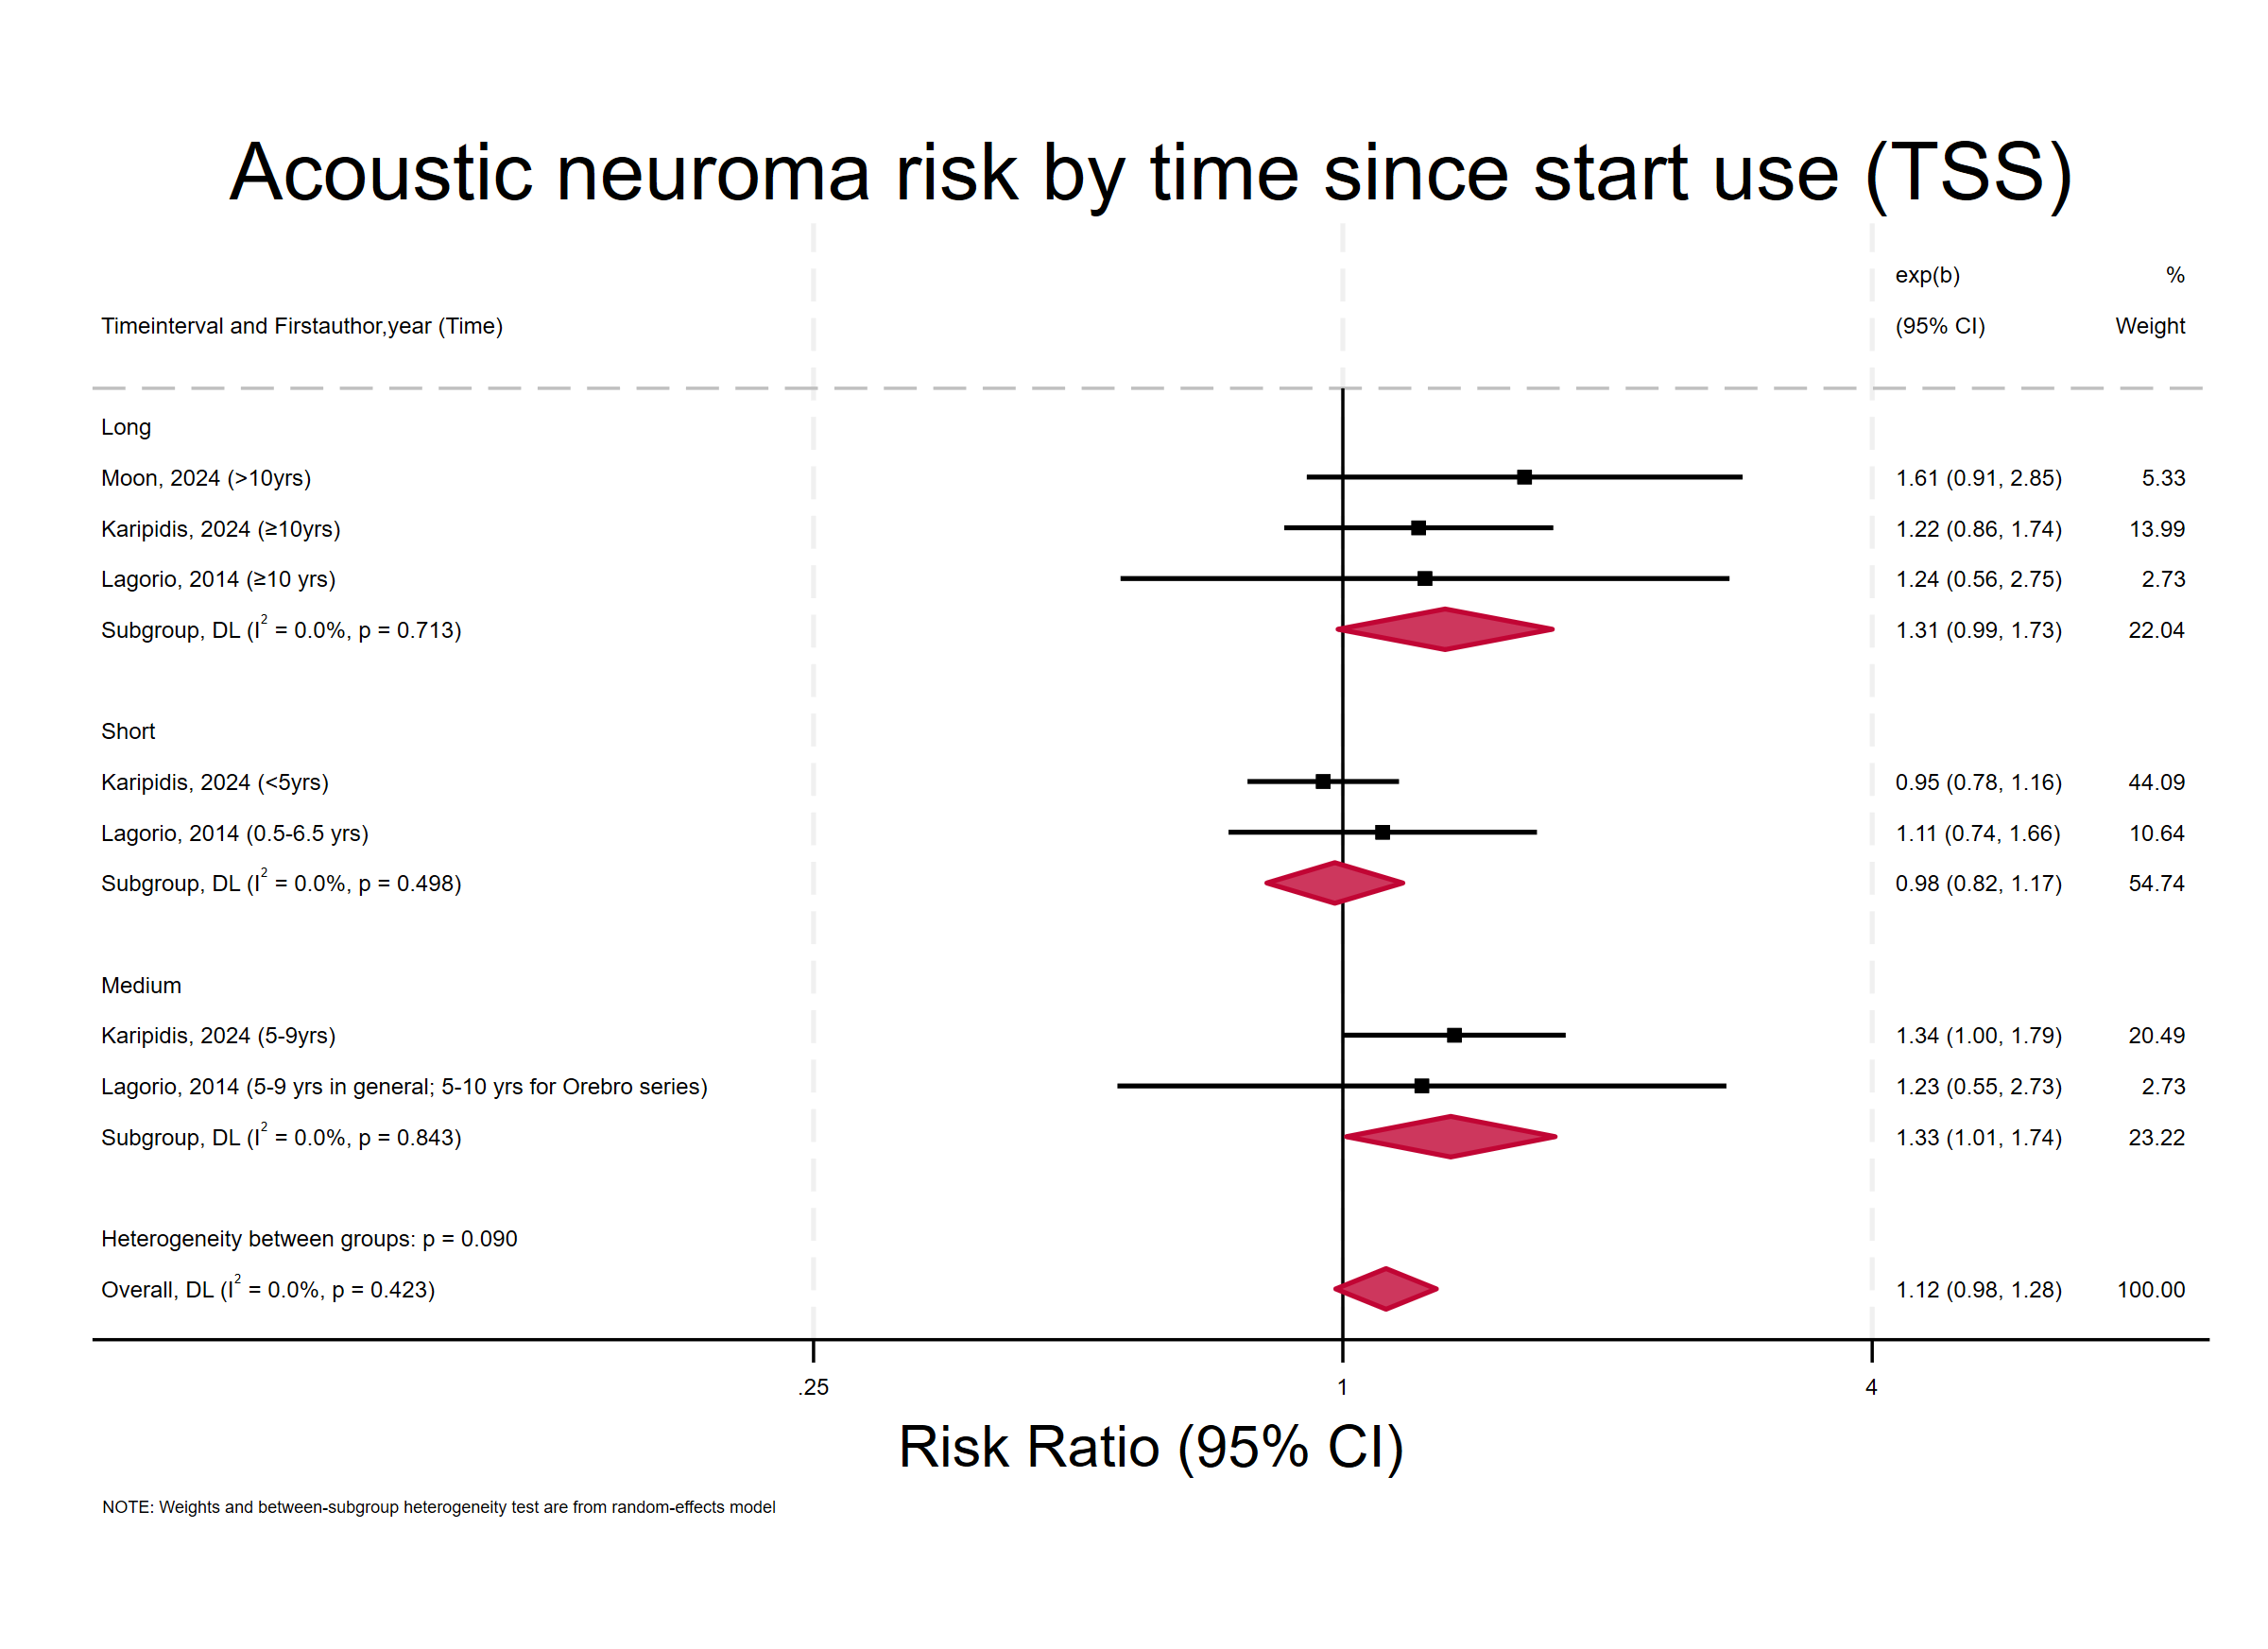 Acoustic neuroma risk by time since start use (TSS)
exp(b) %
Timeinterval and Firstauthor,year (Time) (95% CI) Weight
Long
Moon, 2024 (>10yrs) 1.61 (0.91, 2.85) 5.33
Karipidis, 2024 (≥10yrs) 1.22 (0.86, 1.74) 13.99
Lagorio, 2014 (≥10 yrs) 1.24 (0.56, 2.75) 2.73
Subgroup, DL (I² = 0.0%, p = 0.713) 1.31 (0.99, 1.73) 22.04
Short
Karipidis, 2024 (<5yrs) 0.95 (0.78, 1.16) 44.09
Lagorio, 2014 (0.5-6.5 yrs) 1.11 (0.74, 1.66) 10.64
Subgroup, DL (I² = 0.0%, p = 0.498) 0.98 (0.82, 1.17) 54.74
Medium
Karipidis, 2024 (5-9yrs) 1.34 (1.00, 1.79) 20.49
Lagorio, 2014 (5-9 yrs in general; 5-10 yrs for Orebro series) 1.23 (0.55, 2.73) 2.73
Subgroup, DL (I² = 0.0%, p = 0.843) 1.33 (1.01, 1.74) 23.22
Heterogeneity between groups: p = 0.090
Overall, DL (I² = 0.0%, p = 0.423) 1.12 (0.98, 1.28) 100.00
.25 1 4
Risk Ratio (95% CI)
NOTE: Weights and between-subgroup heterogeneity test are from random-effects model